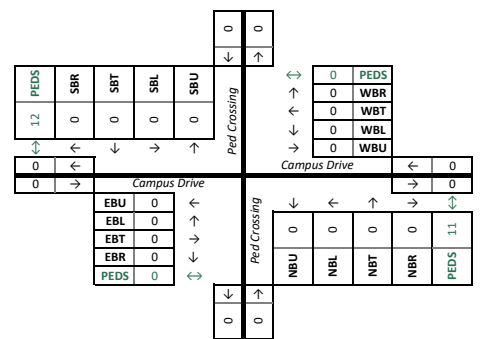 0 0
↓ ↑
PEDS SBR SBT SBL SBU
12 0 0 0 0
↕ ← ↓ → ↑
Ped Crossing
↔ 0 PEDS
↑ 0 WBR
← 0 WBT
↓ 0 WBL
→ 0 WBU
0 ←
Campus Drive
← 0
0 →
Campus Drive
→ 0
EBU 0 ←
EBL 0 ↑
EBT 0 →
EBR 0 ↓
PEDS 0 ↔
Ped Crossing
↓ ← ↑ → ↕
0 0 0 0 11
NBU NBL NBT NBR PEDS
↓ ↑
0 0